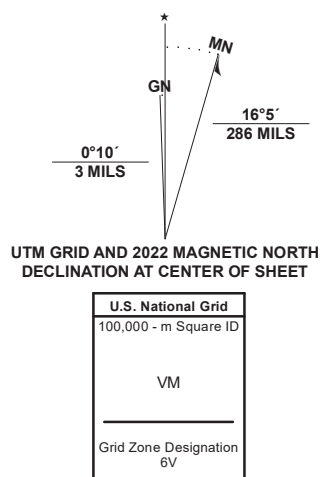 ★
MN
GN
16°5´
286 MILS
0°10´
3 MILS
UTM GRID AND 2022 MAGNETIC NORTH
DECLINATION AT CENTER OF SHEET
U.S. National Grid
100,000 - m Square ID
VM
Grid Zone Designation
6V